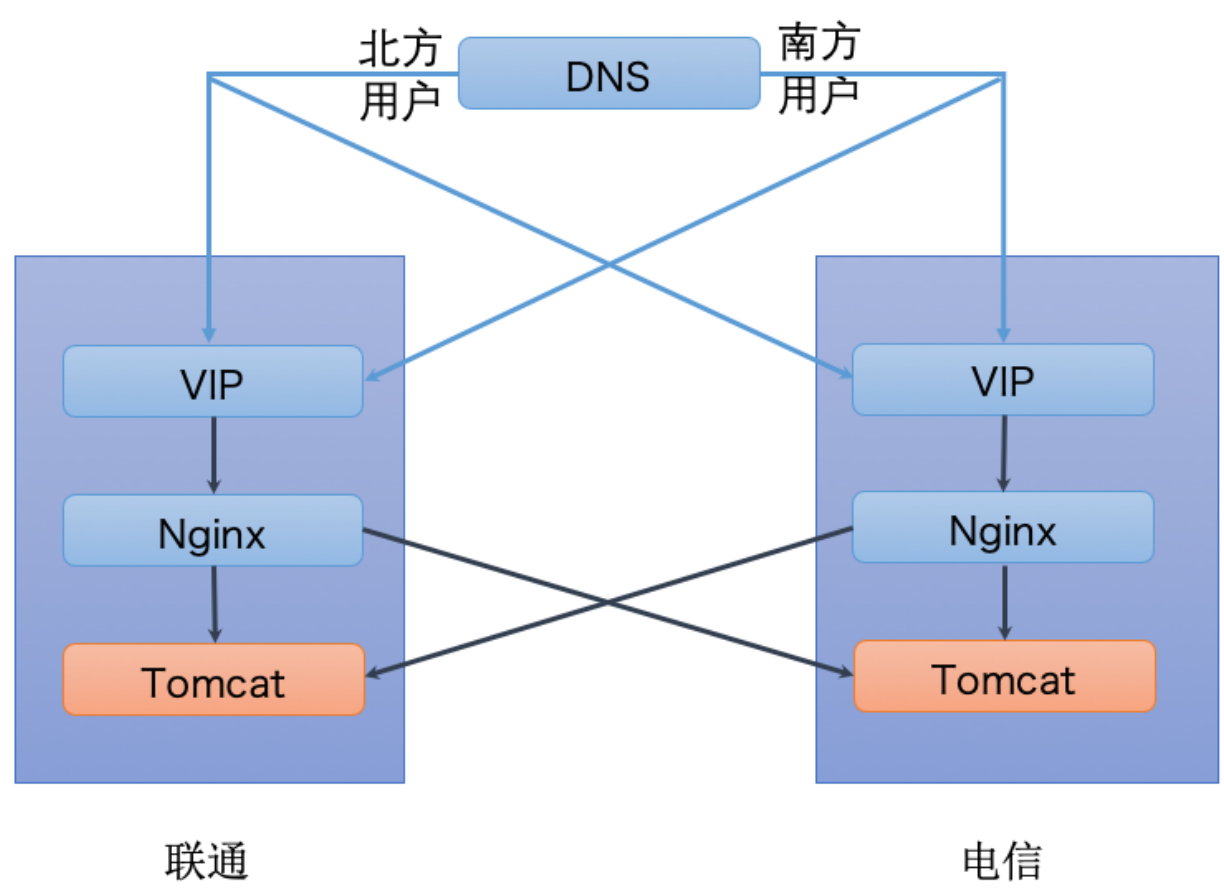 北方
用户
DNS
南方
用户
VIP
VIP
Nginx
Nginx
Tomcat
Tomcat
联通
电信